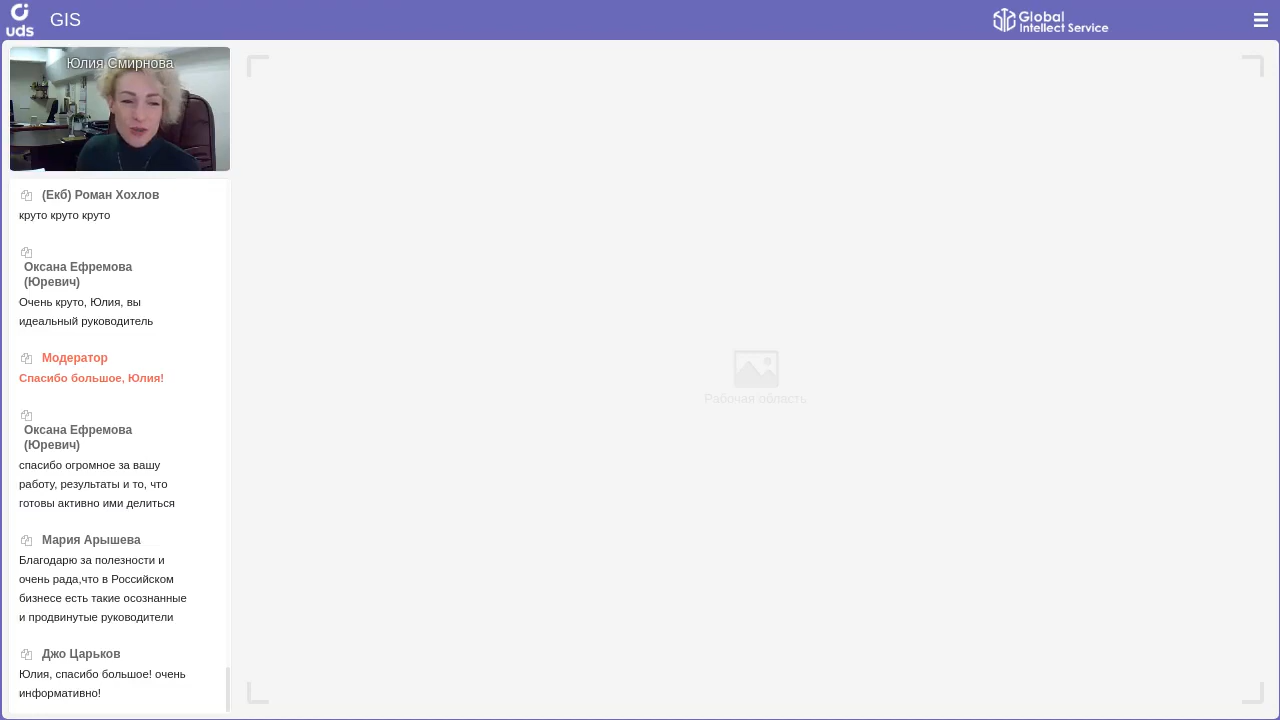 uds
GIS
Global
Intellect Service
Юлия Смирнова
(Екб) Роман Хохлов
круто круто круто
Оксана Ефремова
(Юревич)
Очень круто, Юлия, вы
идеальный руководитель
Модератор
Спасибо большое, Юлия!
Оксана Ефремова
(Юревич)
спасибо огромное за вашу
работу, результаты и то, что
готовы активно ими делиться
Мария Арышева
Благодарю за полезности и
очень рада,что в Российском
бизнесе есть такие осознанные
и продвинутые руководители
Джо Царьков
Юлия, спасибо большое! очень
информативно!
Рабочая область